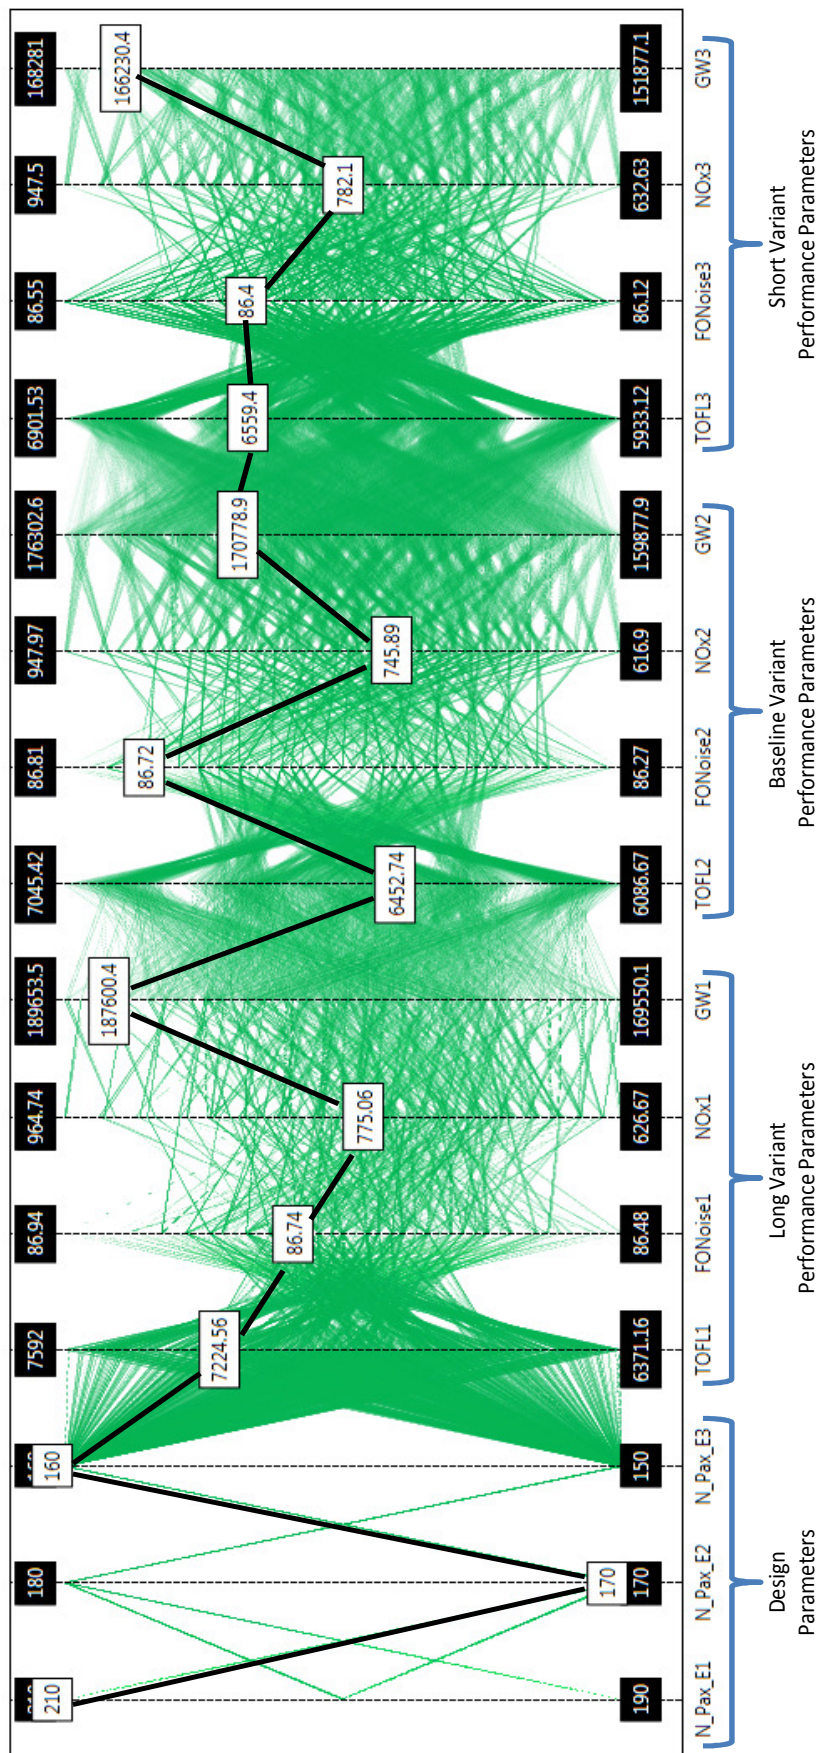 180 7592 86.94 964.74 189653.5 7045.42 86.81 947.97 176302.6 6901.53 86.55 947.5 168281
210 170 160 7224.56 86.74 775.06 187600.4 6452.74 86.72 745.89 170778.9 6559.4 86.4 782.1 166230.4
190 170 150 6371.16 86.48 626.67 169550.1 6086.67 86.27 616.9 159877.9 5933.12 86.12 632.63 151877.1
N_Pax_E1 N_Pax_E2 N_Pax_E3 TOFL1 FONoise1 NOx1 GW1 TOFL2 FONoise2 NOx2 GW2 TOFL3 FONoise3 NOx3 GW3
Design
Parameters
Long Variant
Performance Parameters
Baseline Variant
Performance Parameters
Short Variant
Performance Parameters